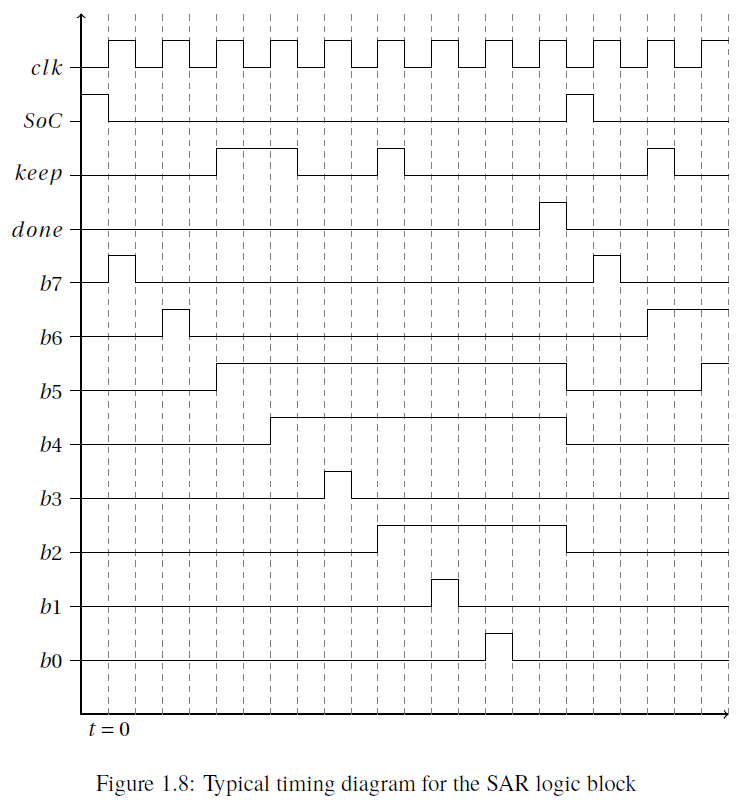 clk
SoC
keep
done
b7
b6
b5
b4
b3
b2
b1
b0
t = 0
Figure 1.8: Typical timing diagram for the SAR logic block